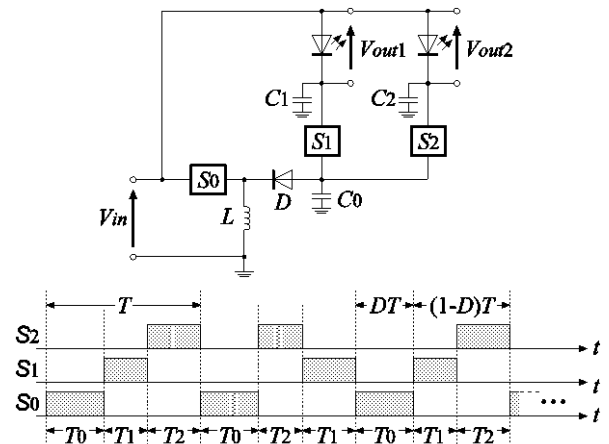 Vout1 Vout2
C1 C2
S1 S2
S0
Vin L D C0
T DT (1-D)T
S2 t
S1 t
S0 t
T0 T1 T2 T0 T2 T1 T0 T1 T2